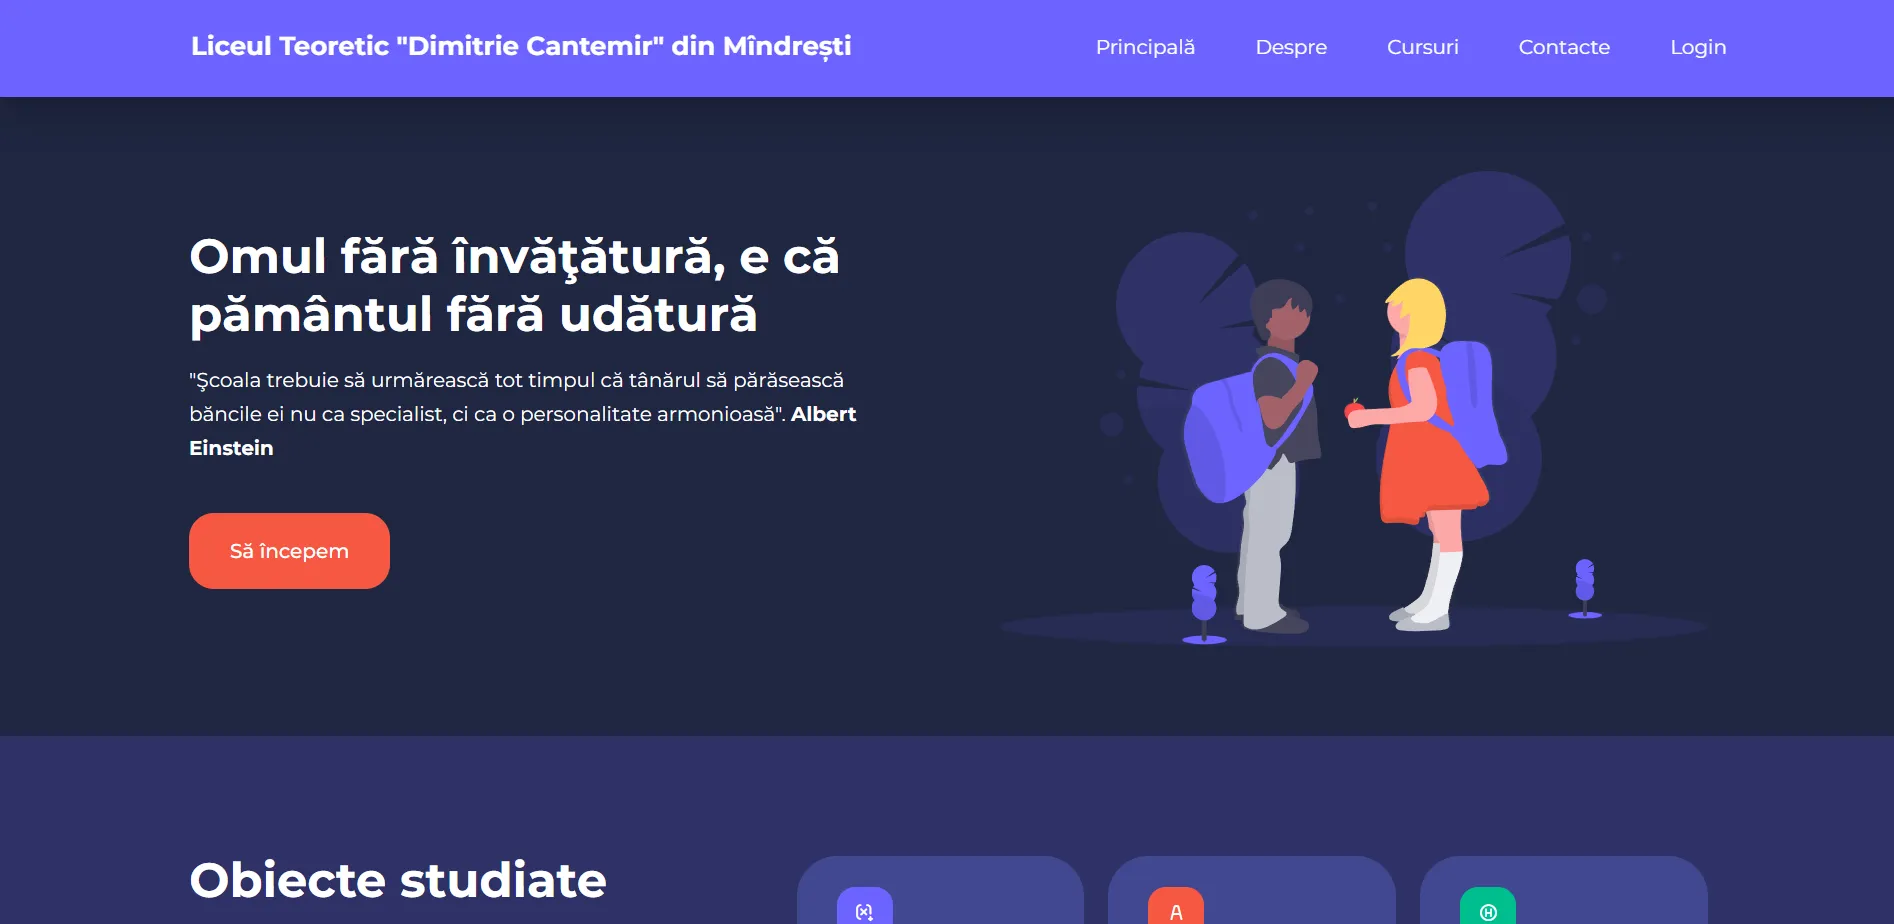 Liceul Teoretic "Dimitrie Cantemir" din Mîndrești
Principală Despre Cursuri Contacte Login
Omul fără învăţătură, e că
pământul fără udătură
"Şcoala trebuie să urmărească tot timpul că tânărul să părăsească
băncile ei nu ca specialist, ci ca o personalitate armonioasă". Albert
Einstein
Să începem
Obiecte studiate
A
H